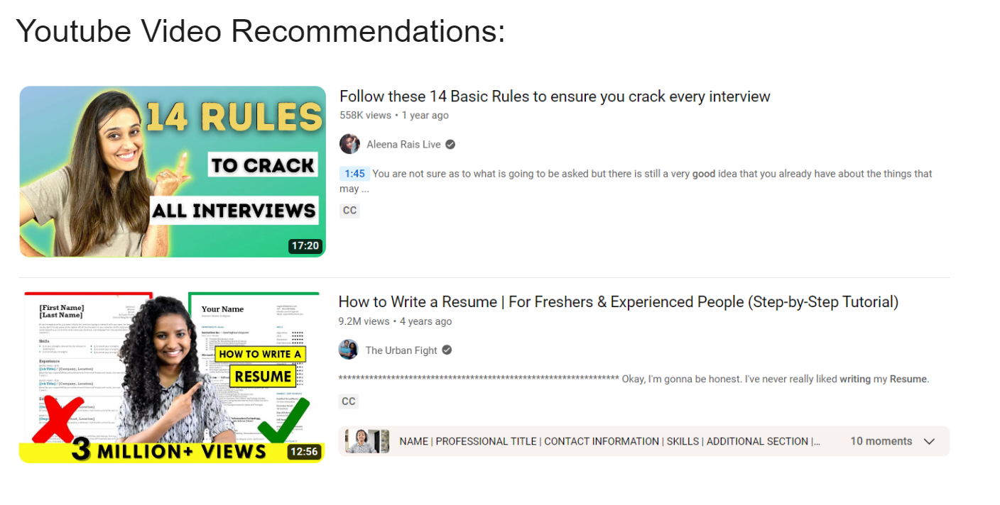 Youtube Video Recommendations:
14 RULES
TO CRACK
ALL INTERVIEWS
17:20
Follow these 14 Basic Rules to ensure you crack every interview
558K views • 1 year ago
Aleena Rais Live
1:45 You are not sure as to what is going to be asked but there is still a very good idea that you already have about the things that
may ...
CC
[First Name]
[Last Name]
Skills
Experience
[Job Title] / [Company, Location]
Your Name
HOW TO WRITE A
RESUME
3 MILLION+ VIEWS
12:56
How to Write a Resume | For Freshers & Experienced People (Step-by-Step Tutorial)
9.2M views • 4 years ago
The Urban Fight
****************************************************************** Okay, I'm gonna be honest. I've never really liked writing my Resume.
CC
NAME | PROFESSIONAL TITLE | CONTACT INFORMATION | SKILLS | ADDITIONAL SECTION |...
10 moments